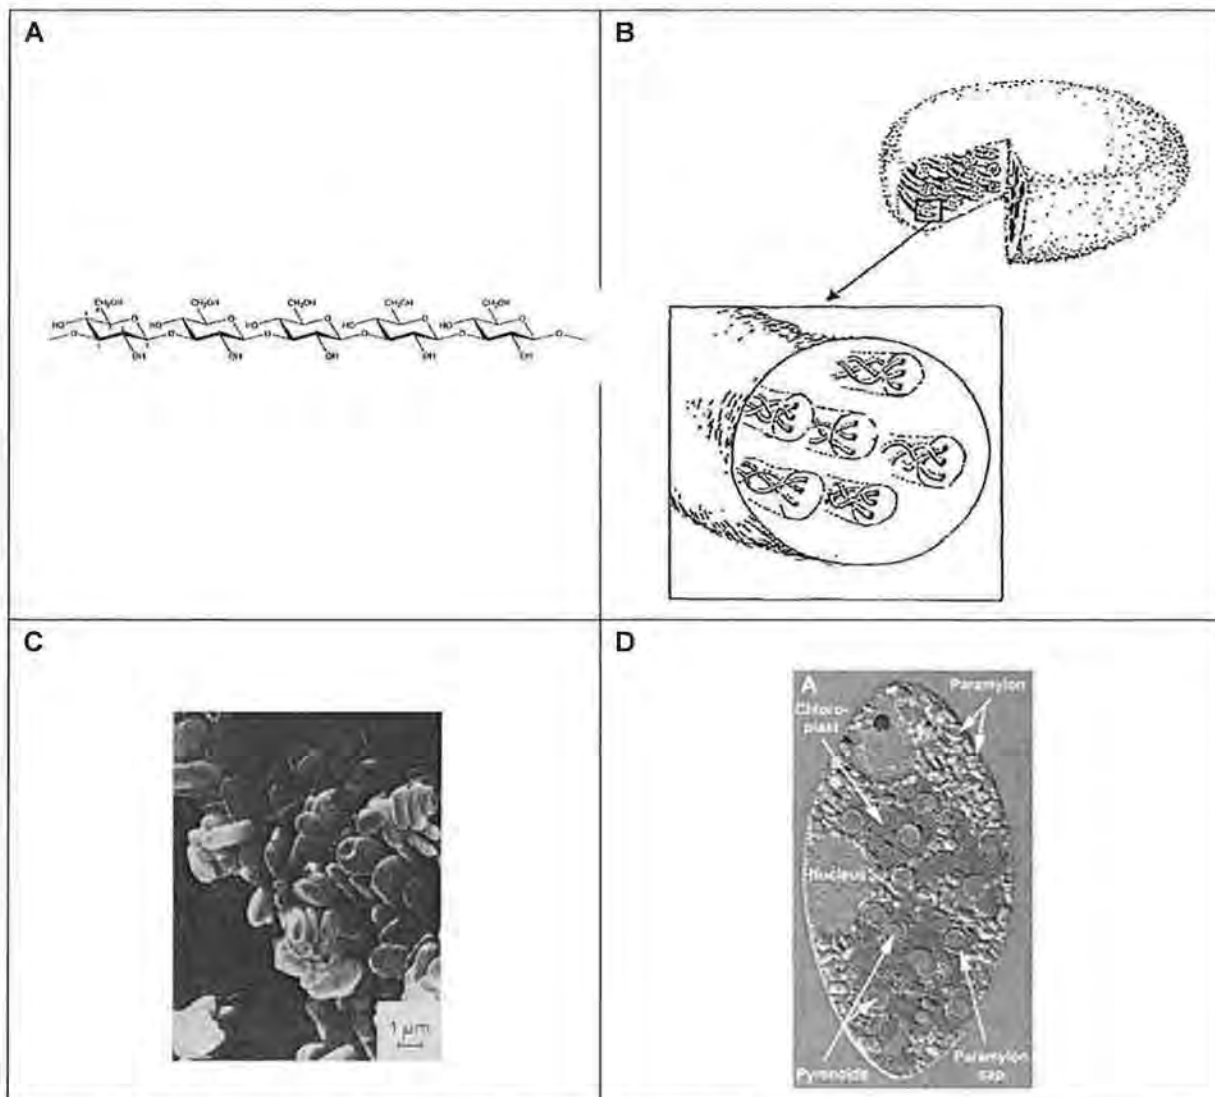 A
B
CH₂OH CH₂OH CH₂OH CH₂OH CH₂OH
HO HO HO HO HO
O O O O O
O O O O O O
OH OH OH OH OH
C
D
1 µm
A
Paramylon
Chloro-
plast
Nucleus
Pyrenoids
Paramylon
cap